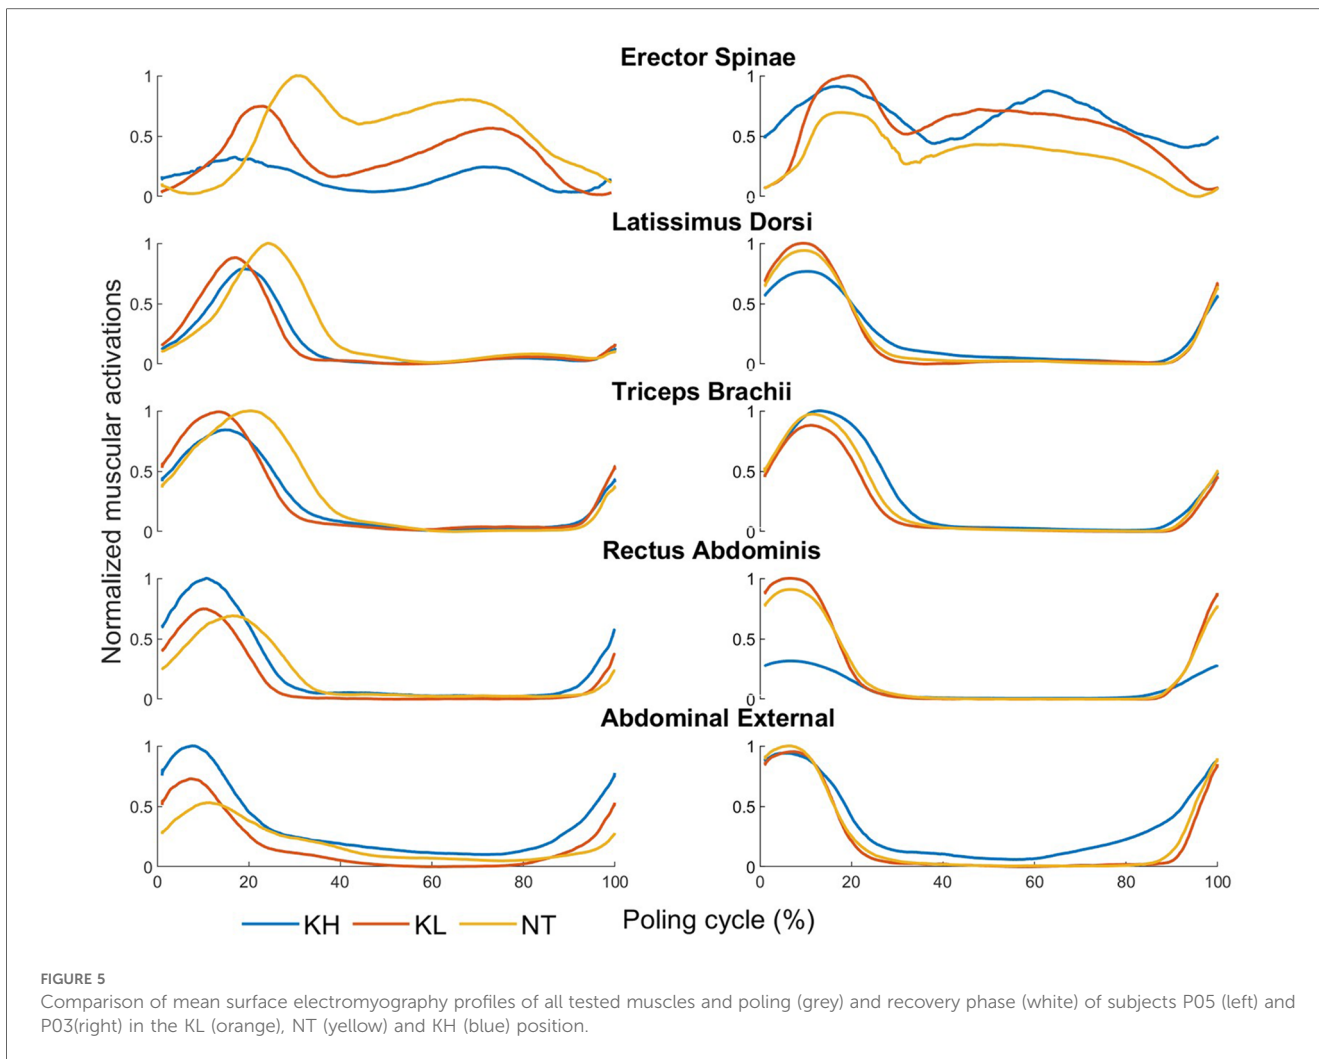 Erector Spinae
1
0.5
0
1
0.5
0
Latissimus Dorsi
1
0.5
0
1
0.5
0
Triceps Brachii
1
0.5
0
1
0.5
0
Rectus Abdominis
1
0.5
0
1
0.5
0
Abdominal External
1
0.5
0
1
0.5
0
0 20 40 60 80 100
0 20 40 60 80 100
Normalized muscular activations
Poling cycle (%)
KH KL NT
FIGURE 5
Comparison of mean surface electromyography profiles of all tested muscles and poling (grey) and recovery phase (white) of subjects P05 (left) and
P03(right) in the KL (orange), NT (yellow) and KH (blue) position.